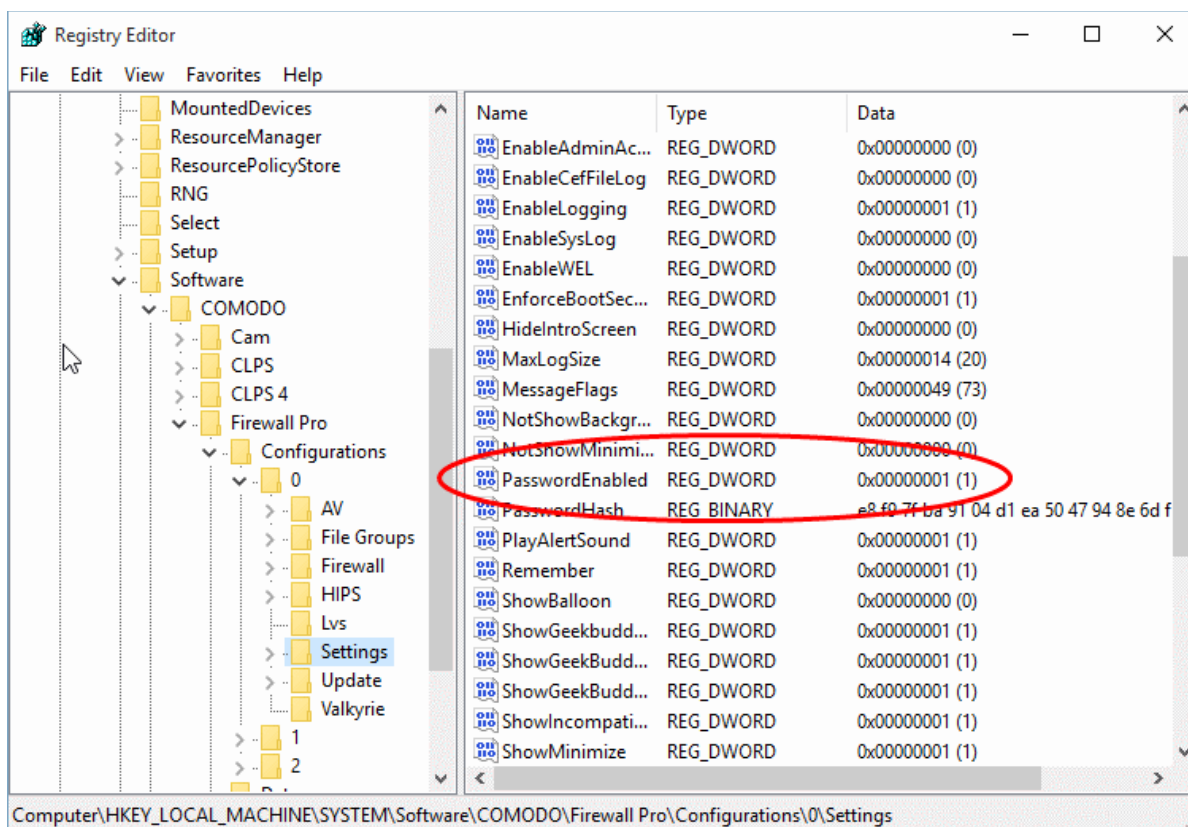 Registry Editor
File Edit View Favorites Help
MountedDevices
ResourceManager
ResourcePolicyStore
RNG
Select
Setup
Software
COMODO
Cam
CLPS
CLPS 4
Firewall Pro
Configurations
0
AV
File Groups
Firewall
HIPS
Lvs
Settings
Update
Valkyrie
1
2
Name Type Data
EnableAdminAc... REG_DWORD 0x00000000 (0)
EnableCefFileLog REG_DWORD 0x00000000 (0)
EnableLogging REG_DWORD 0x00000001 (1)
EnableSysLog REG_DWORD 0x00000000 (0)
EnableWEL REG_DWORD 0x00000000 (0)
EnforceBootSec... REG_DWORD 0x00000001 (1)
HideIntroScreen REG_DWORD 0x00000000 (0)
MaxLogSize REG_DWORD 0x00000014 (20)
MessageFlags REG_DWORD 0x00000049 (73)
NotShowBackgr... REG_DWORD 0x00000000 (0)
NotShowMinimi... REG_DWORD 0x00000000 (0)
PasswordEnabled REG_DWORD 0x00000001 (1)
PasswordHash REG_BINARY e8 f9 7f ba 91 04 d1 ea 50 47 94 8e 6d f
PlayAlertSound REG_DWORD 0x00000001 (1)
Remember REG_DWORD 0x00000001 (1)
ShowBalloon REG_DWORD 0x00000000 (0)
ShowGeekbudd... REG_DWORD 0x00000001 (1)
ShowGeekBudd... REG_DWORD 0x00000001 (1)
ShowGeekBudd... REG_DWORD 0x00000001 (1)
ShowIncompati... REG_DWORD 0x00000001 (1)
ShowMinimize REG_DWORD 0x00000001 (1)
Computer\HKEY_LOCAL_MACHINE\SYSTEM\Software\COMODO\Firewall Pro\Configurations\0\Settings